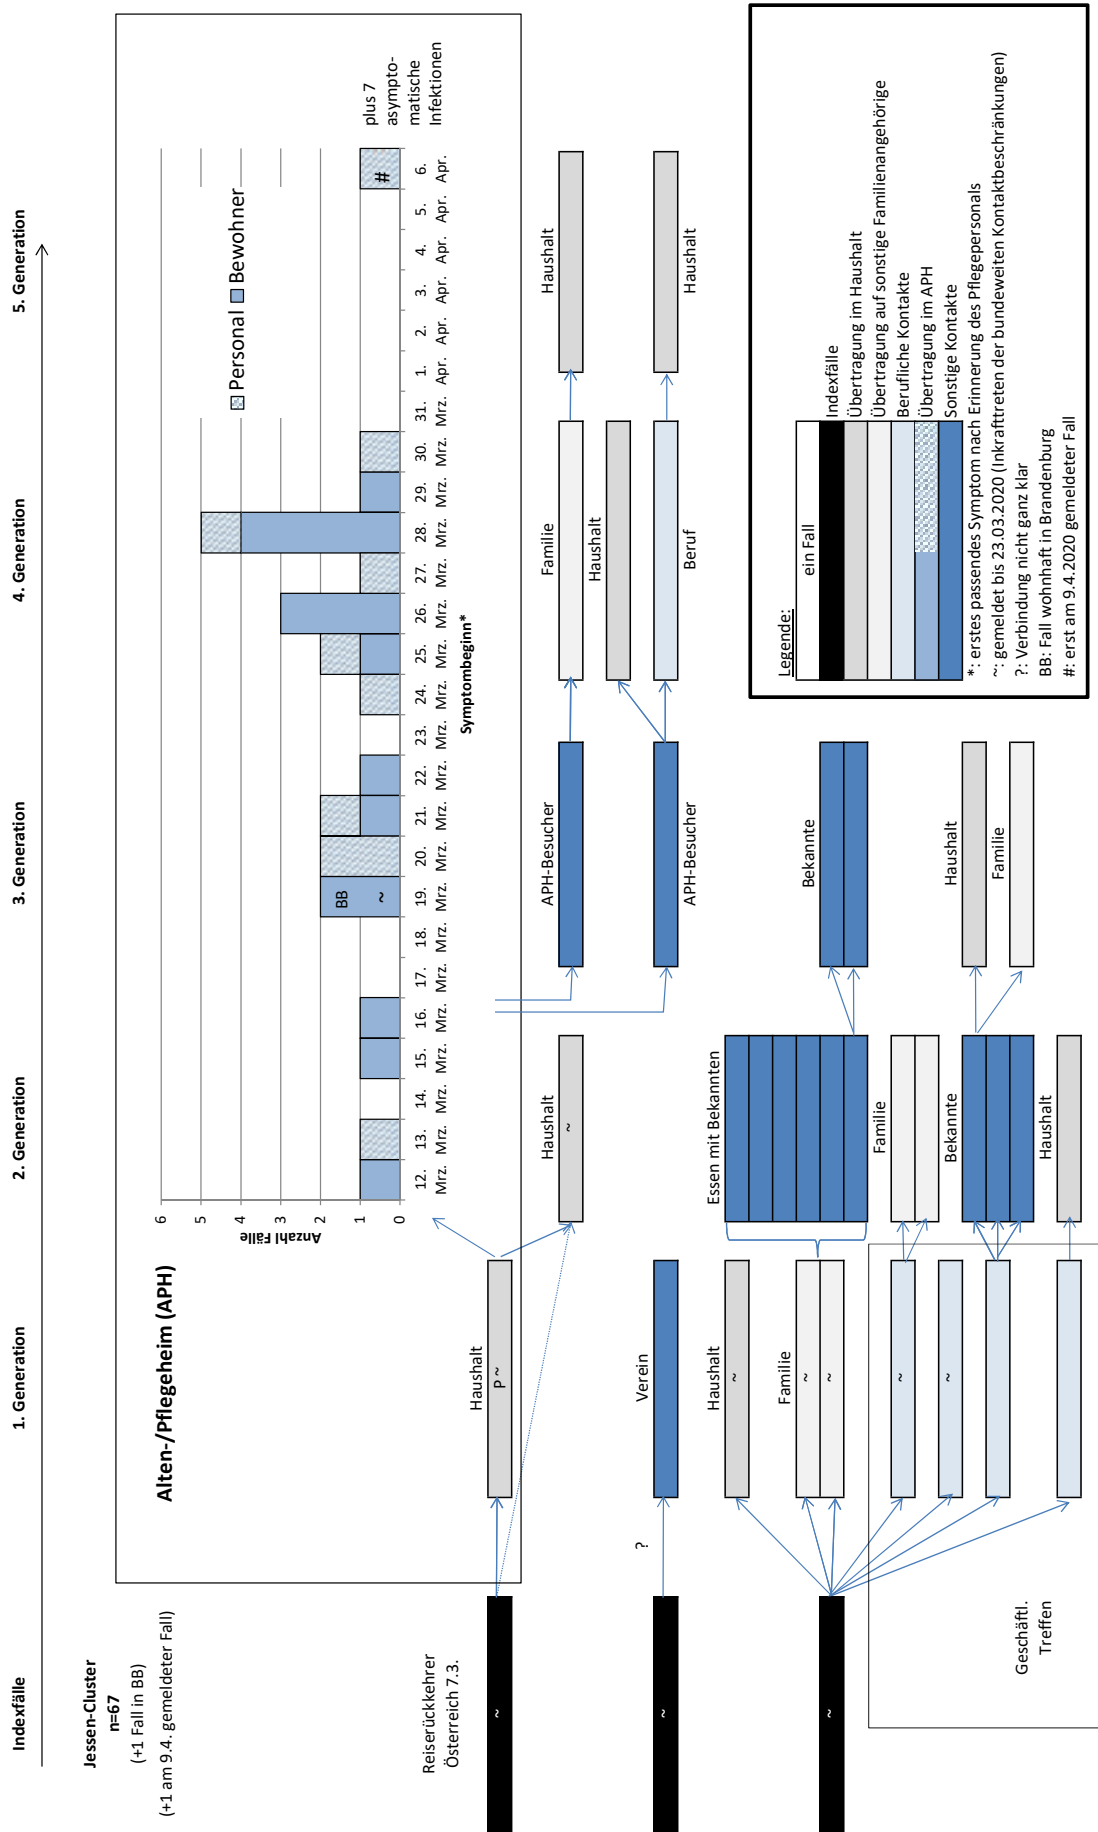 Indexfälle
1. Generation
2. Generation
3. Generation
4. Generation
5. Generation
Jessen-Cluster
n=67
(+1 Fall in BB)
(+1 am 9.4. gemeldeter Fall)
Alten-/Pflegeheim (APH)
Personal
Bewohner
Anzahl Fälle
6
5
4
3
2
1
0
BB
~
#
12. Mrz.
13. Mrz.
14. Mrz.
15. Mrz.
16. Mrz.
17. Mrz.
18. Mrz.
19. Mrz.
20. Mrz.
21. Mrz.
22. Mrz.
23. Mrz.
24. Mrz.
25. Mrz.
26. Mrz.
27. Mrz.
28. Mrz.
29. Mrz.
30. Mrz.
31. Mrz.
1. Apr.
2. Apr.
3. Apr.
4. Apr.
5. Apr.
6. Apr.
Symptombeginn*
plus 7
asympto-
matische
Infektionen
Reiserückkehrer
Österreich 7.3.
~
Haushalt
P ~
Haushalt
~
APH-Besucher
Familie
Haushalt
Haushalt
~
?
Verein
APH-Besucher
Beruf
Haushalt
~
Haushalt
~
Familie
~
~
Essen mit Bekannten
Bekannte
Geschäftl.
Treffen
~
~
Familie
Bekannte
Haushalt
Haushalt
Familie
Legende:
ein Fall
Indexfälle
Übertragung im Haushalt
Übertragung auf sonstige Familienangehörige
Berufliche Kontakte
Übertragung im APH
Sonstige Kontakte
*: erstes passendes Symptom nach Erinnerung des Pflegepersonals
~: gemeldet bis 23.03.2020 (Inkrafttreten der bundesweiten Kontaktbeschränkungen)
?: Verbindung nicht ganz klar
BB: Fall wohnhaft in Brandenburg
#: erst am 9.4.2020 gemeldeter Fall